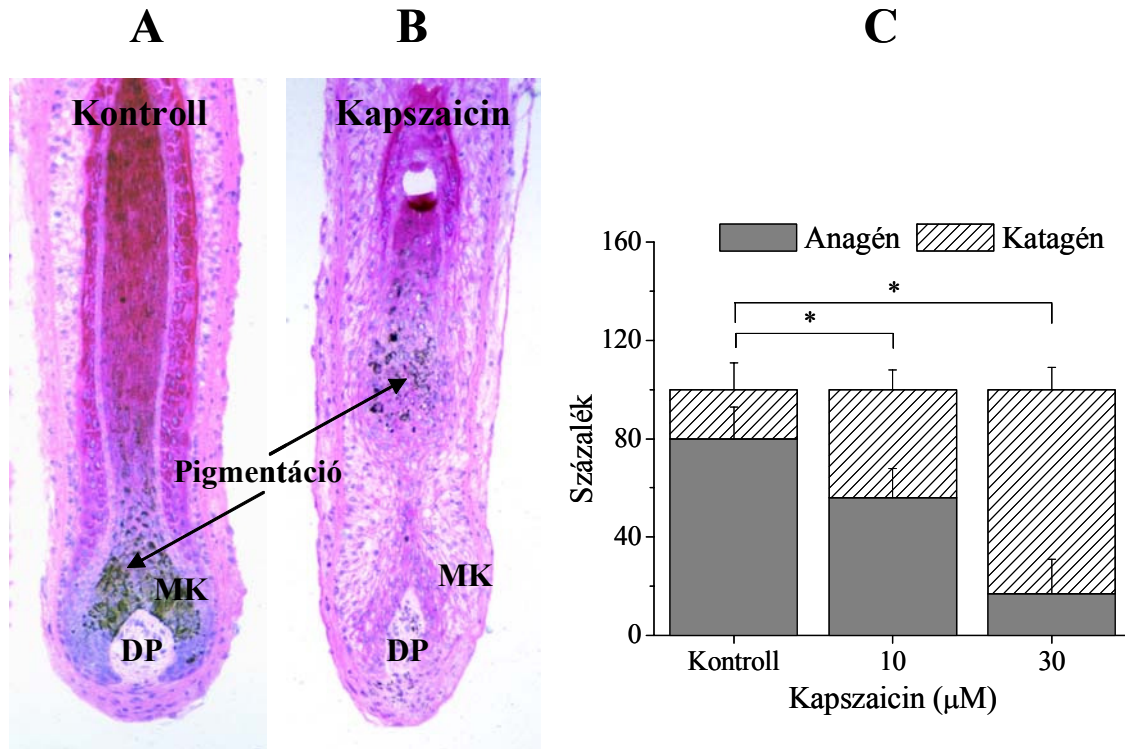 A
B
C
Kontroll
Kapszaicin
Pigmentáció
MK
DP
MK
DP
Anagén
Katagén
*
*
160
120
80
40
0
Százalék
Kontroll 10 30
Kapszaicin (μM)